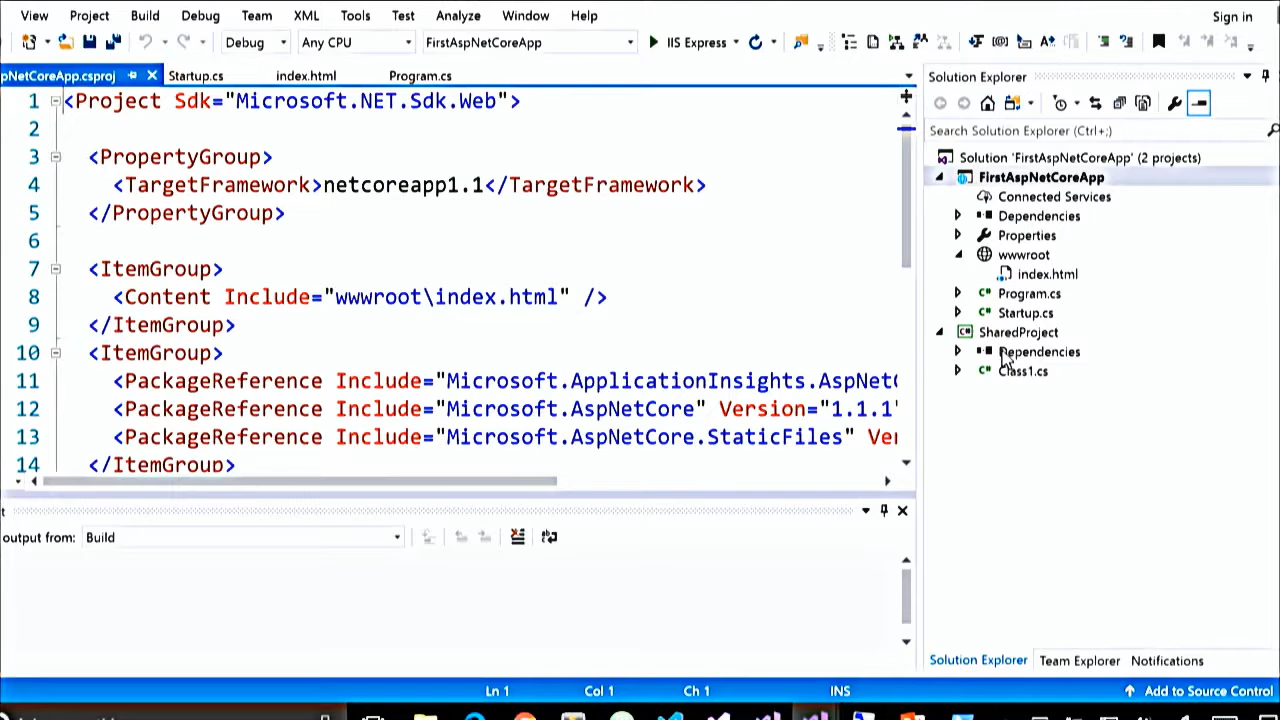 View Project Build Debug Team XML Tools Test Analyze Window Help Sign in
Debug Any CPU FirstAspNetCoreApp IIS Express
pNetCoreApp.csproj Startup.cs index.html Program.cs
1 <Project Sdk="Microsoft.NET.Sdk.Web">
2
3 <PropertyGroup>
4 <TargetFramework>netcoreapp1.1</TargetFramework>
5 </PropertyGroup>
6
7 <ItemGroup>
8 <Content Include="wwwroot\index.html" />
9 </ItemGroup>
10 <ItemGroup>
11 <PackageReference Include="Microsoft.ApplicationInsights.AspNetC
12 <PackageReference Include="Microsoft.AspNetCore" Version="1.1.1"
13 <PackageReference Include="Microsoft.AspNetCore.StaticFiles" Ver
14 </ItemGroup>
t
output from: Build
Solution Explorer
Search Solution Explorer (Ctrl+;)
Solution 'FirstAspNetCoreApp' (2 projects)
FirstAspNetCoreApp
Connected Services
Dependencies
Properties
wwwroot
index.html
C# Program.cs
C# Startup.cs
C# SharedProject
Dependencies
C# Class1.cs
Solution Explorer Team Explorer Notifications
Ln 1 Col 1 Ch 1 INS Add to Source Control